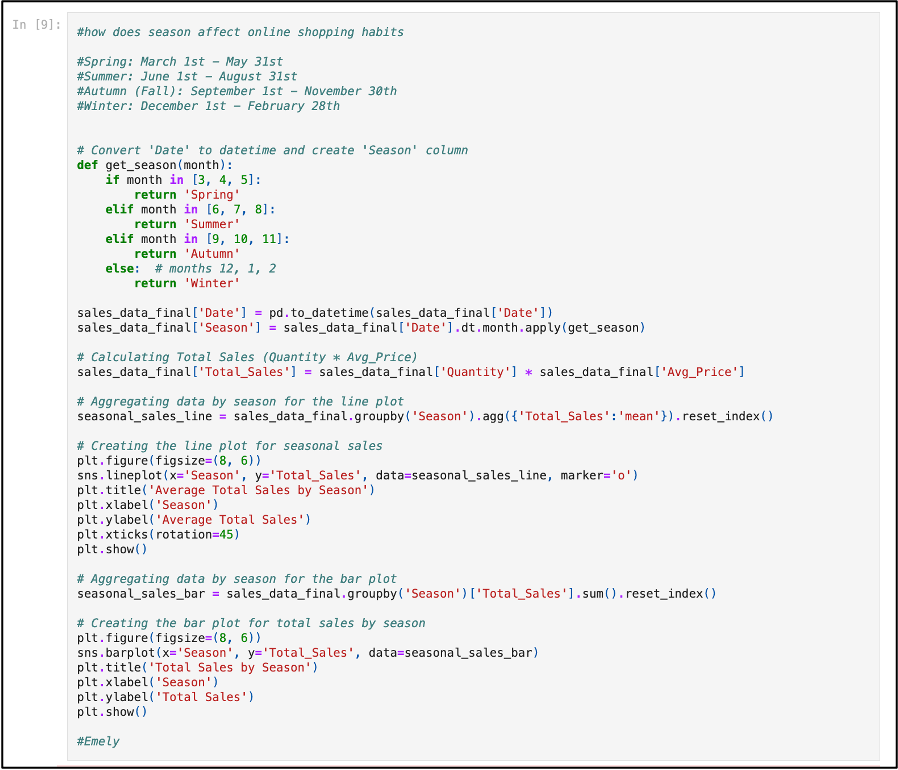 In [9]:
#how does season affect online shopping habits
#Spring: March 1st – May 31st
#Summer: June 1st – August 31st
#Autumn (Fall): September 1st – November 30th
#Winter: December 1st – February 28th
# Convert 'Date' to datetime and create 'Season' column
def get_season(month):
    if month in [3, 4, 5]:
        return 'Spring'
    elif month in [6, 7, 8]:
        return 'Summer'
    elif month in [9, 10, 11]:
        return 'Autumn'
    else:  # months 12, 1, 2
        return 'Winter'
sales_data_final['Date'] = pd.to_datetime(sales_data_final['Date'])
sales_data_final['Season'] = sales_data_final['Date'].dt.month.apply(get_season)
# Calculating Total Sales (Quantity * Avg_Price)
sales_data_final['Total_Sales'] = sales_data_final['Quantity'] * sales_data_final['Avg_Price']
# Aggregating data by season for the line plot
seasonal_sales_line = sales_data_final.groupby('Season').agg({'Total_Sales':'mean'}).reset_index()
# Creating the line plot for seasonal sales
plt.figure(figsize=(8, 6))
sns.lineplot(x='Season', y='Total_Sales', data=seasonal_sales_line, marker='o')
plt.title('Average Total Sales by Season')
plt.xlabel('Season')
plt.ylabel('Average Total Sales')
plt.xticks(rotation=45)
plt.show()
# Aggregating data by season for the bar plot
seasonal_sales_bar = sales_data_final.groupby('Season')['Total_Sales'].sum().reset_index()
# Creating the bar plot for total sales by season
plt.figure(figsize=(8, 6))
sns.barplot(x='Season', y='Total_Sales', data=seasonal_sales_bar)
plt.title('Total Sales by Season')
plt.xlabel('Season')
plt.ylabel('Total Sales')
plt.show()
#Emely